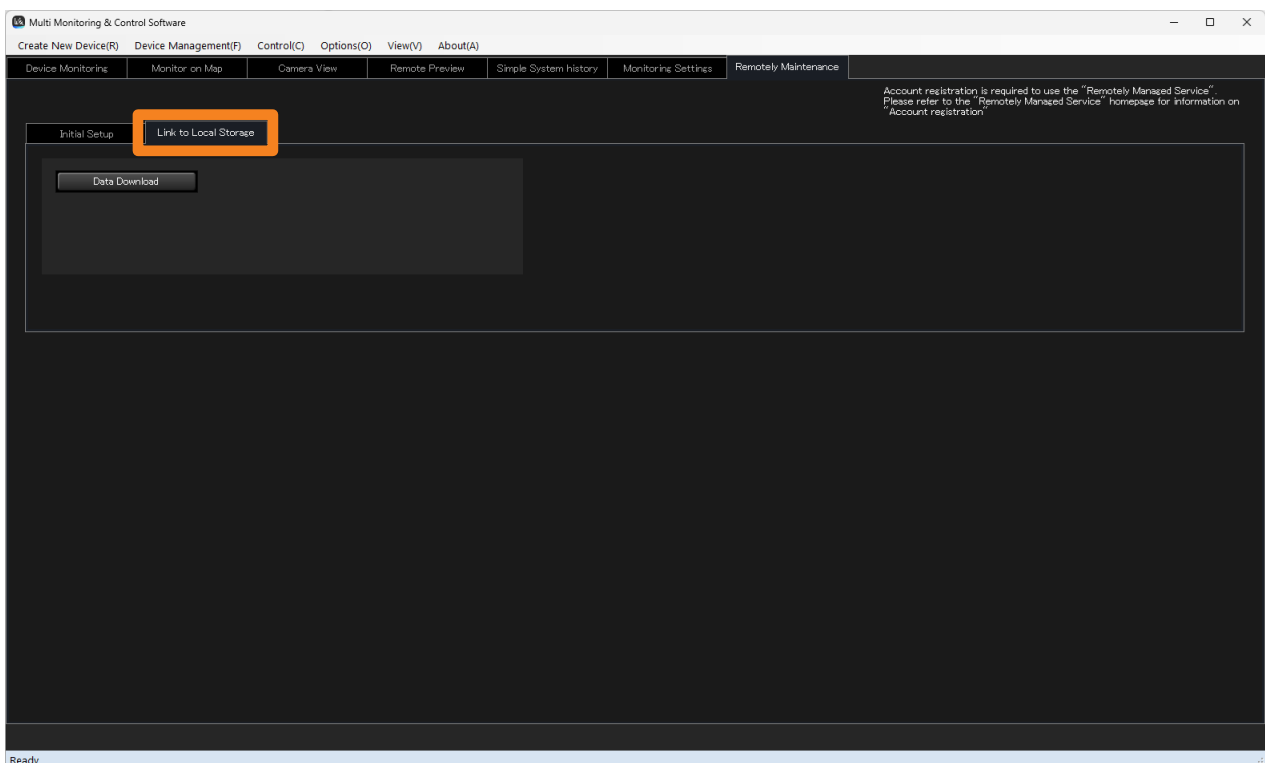 Multi Monitoring & Control Software
Create New Device(R) Device Management(F) Control(C) Options(O) View(V) About(A)
Device Monitoring Monitor on Map Camera View Remote Preview Simple System history Monitoring Settings Remotely Maintenance
Account registration is required to use the "Remotely Managed Service".
Please refer to the "Remotely Managed Service" homepage for information on
"Account registration"
Initial Setup Link to Local Storage
Data Download
Ready